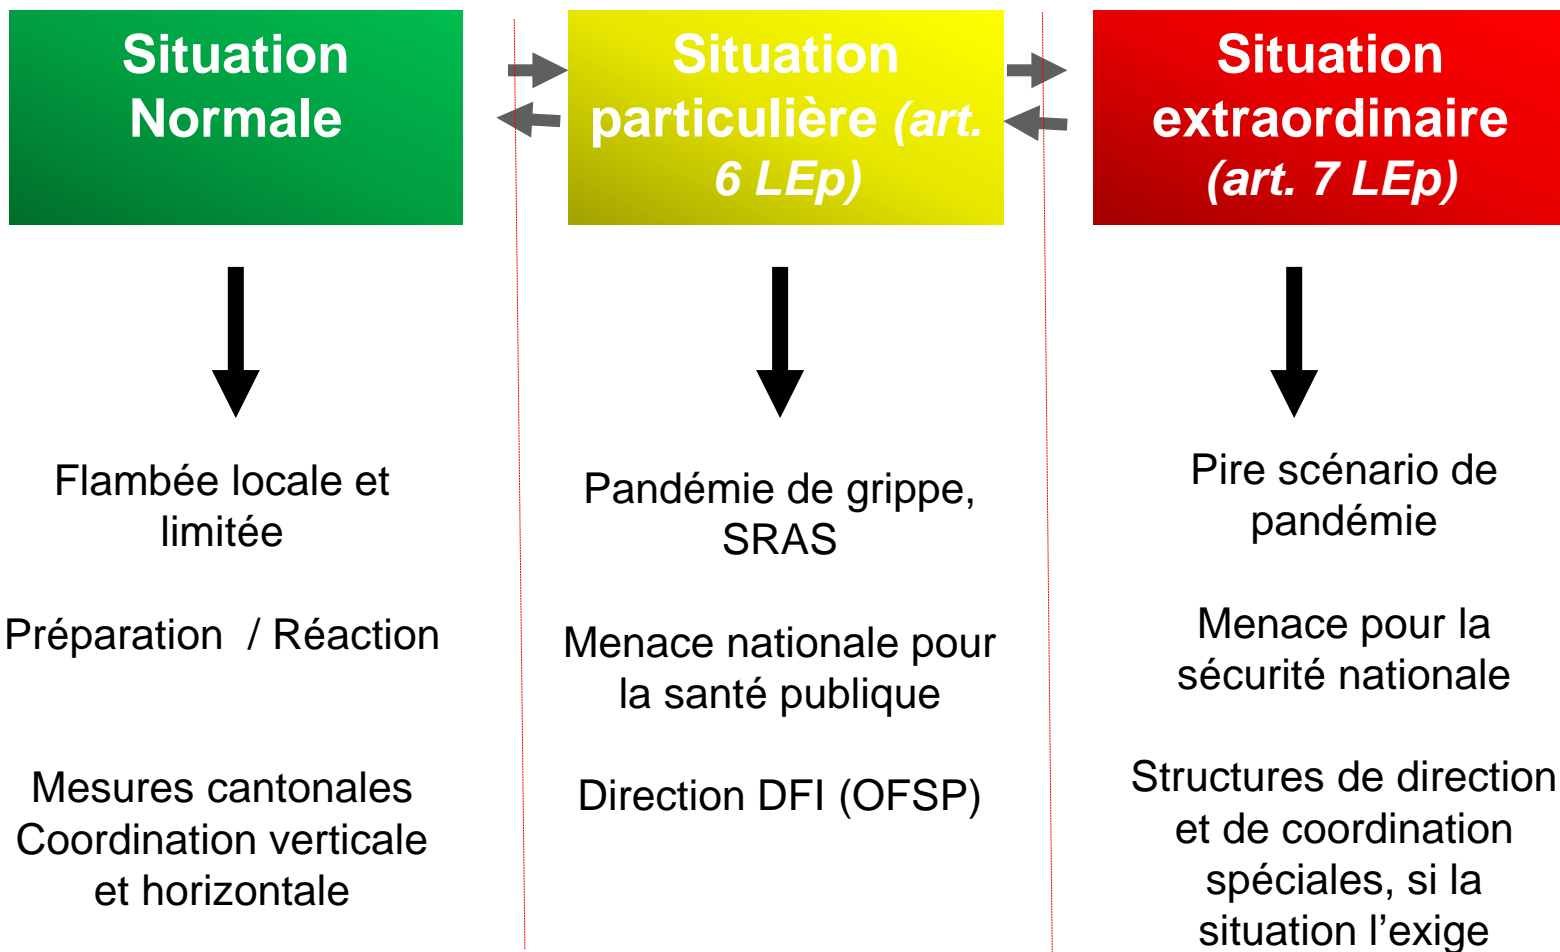 Situation
Normale
Flambée locale et
limitée
Préparation / Réaction
Mesures cantonales
Coordination verticale
et horizontale
Situation
particulière (art.
6 LEp)
Pandémie de grippe,
SRAS
Menace nationale pour
la santé publique
Direction DFI (OFSP)
Situation
extraordinaire
(art. 7 LEp)
Pire scénario de
pandémie
Menace pour la
sécurité nationale
Structures de direction
et de coordination
spéciales, si la
situation l’exige